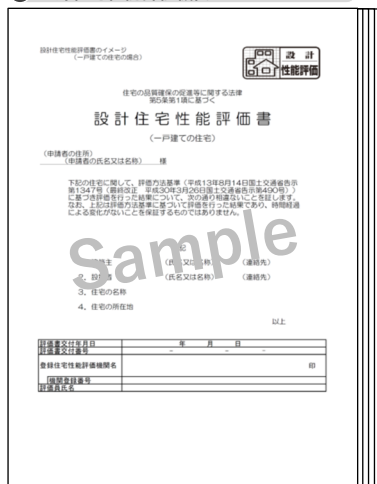 設計住宅性能評価書のイメージ
(一戸建ての住宅の場合)
設 計
性能評価
住宅の品質確保の促進等に関する法律
第5条第1項に基づく
設計住宅性能評価書
(一戸建ての住宅)
(申請者の住所)
(申請者の氏名又は名称) 様
下記の住宅に関して、評価方法基準(平成13年8月14日国土交通省告示
第1347号(最終改正 平成30年3月26日国土交通省告示第490号))
に基づき評価を行った結果について、次の通り相違ないことを証します。
なお、上記は評価方法基準に基づいて評価を行った結果であり、時間経過
による変化がないことを保証するものではありません。
記
Sample
(氏名又は名称) (連絡先)
2、設計者 (氏名又は名称) (連絡先)
3、住宅の名称
4、住宅の所在地
以上
評価書交付年月日 年 月 日
評価書交付番号 - - -
登録住宅性能評価機関名 印
機関登録番号
評価員氏名